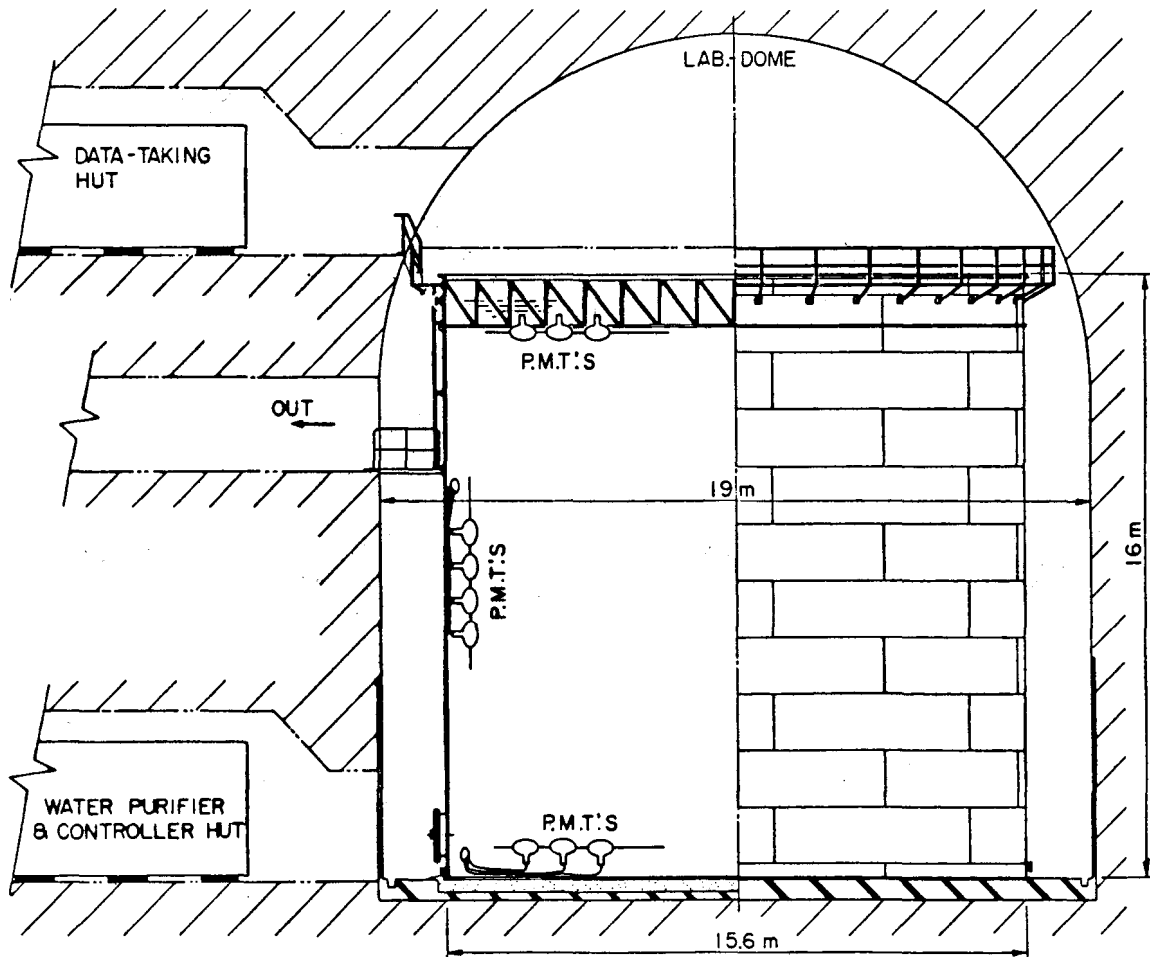 LAB.-DOME
DATA-TAKING
HUT
P.M.T.'S
OUT
19 m
P.M.T.'S
16 m
WATER PURIFIER
& CONTROLLER HUT
P.M.T.'S
15.6 m